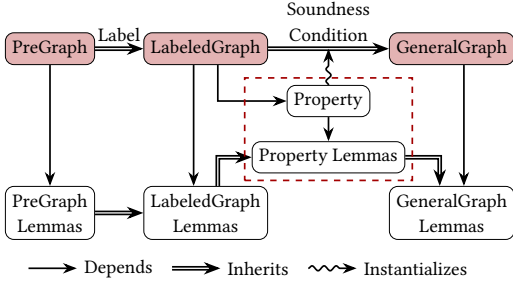 Soundness
Label
Condition
PreGraph
LabeledGraph
GeneralGraph
Property
Property Lemmas
PreGraph
Lemmas
LabeledGraph
Lemmas
GeneralGraph
Lemmas
Depends
Inherits
Instantializes